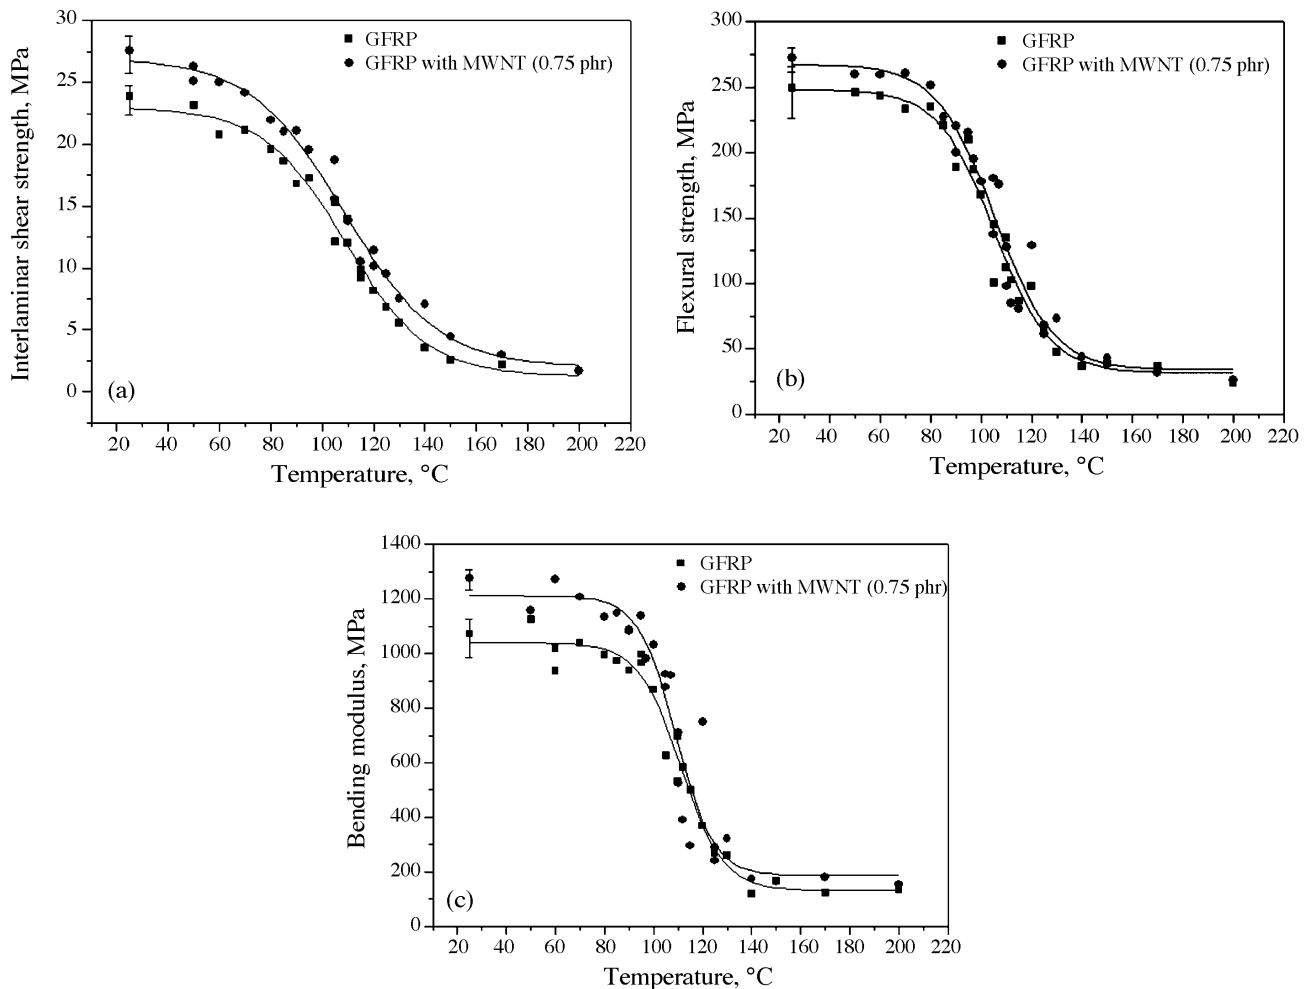 30
25
20
15
10
5
0
Interlaminar shear strength, MPa
GFRP
GFRP with MWNT (0.75 phr)
(a)
20 40 60 80 100 120 140 160 180 200 220
Temperature, °C
300
250
200
150
100
50
0
Flexural strength, MPa
GFRP
GFRP with MWNT (0.75 phr)
(b)
20 40 60 80 100 120 140 160 180 200 220
Temperature, °C
1400
1200
1000
800
600
400
200
0
Bending modulus, MPa
GFRP
GFRP with MWNT (0.75 phr)
(c)
20 40 60 80 100 120 140 160 180 200 220
Temperature, °C